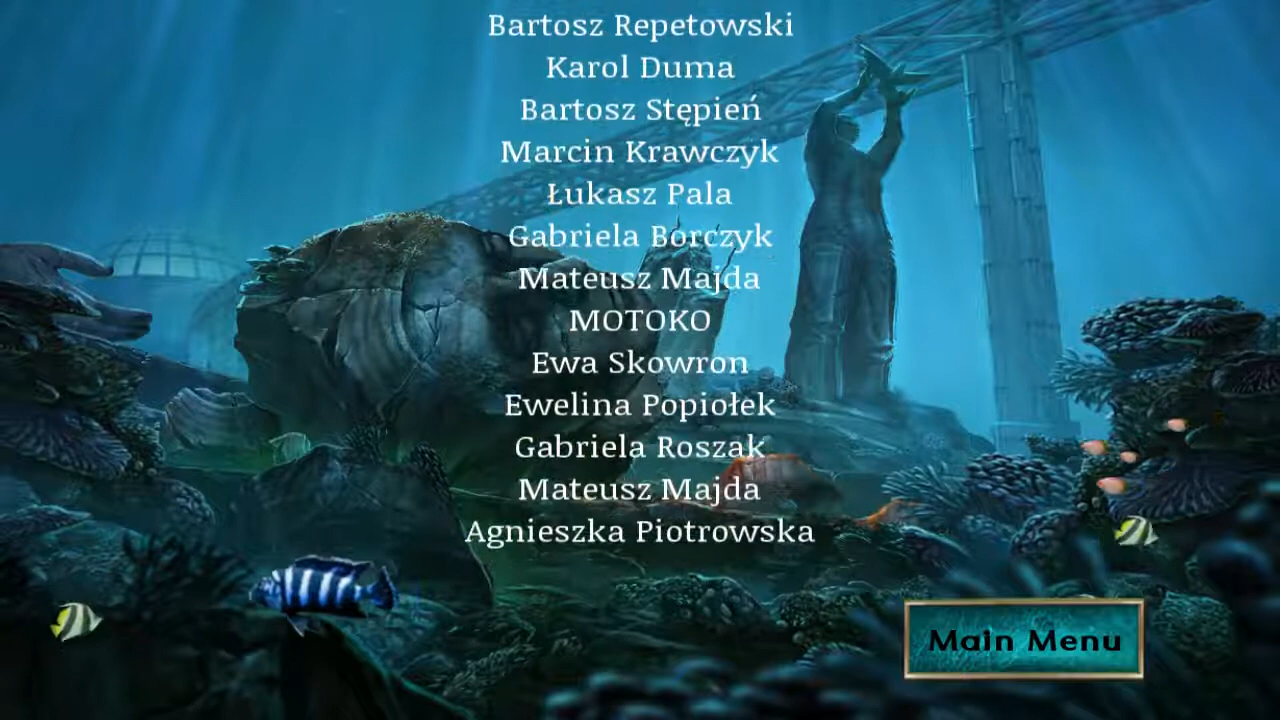 Bartosz Repetowski
Karol Duma
Bartosz Stępień
Marcin Krawczyk
Łukasz Pala
Gabriela Borczyk
Mateusz Majda
MOTOKO
Ewa Skowron
Ewelina Popiołek
Gabriela Roszak
Mateusz Majda
Agnieszka Piotrowska
Main Menu